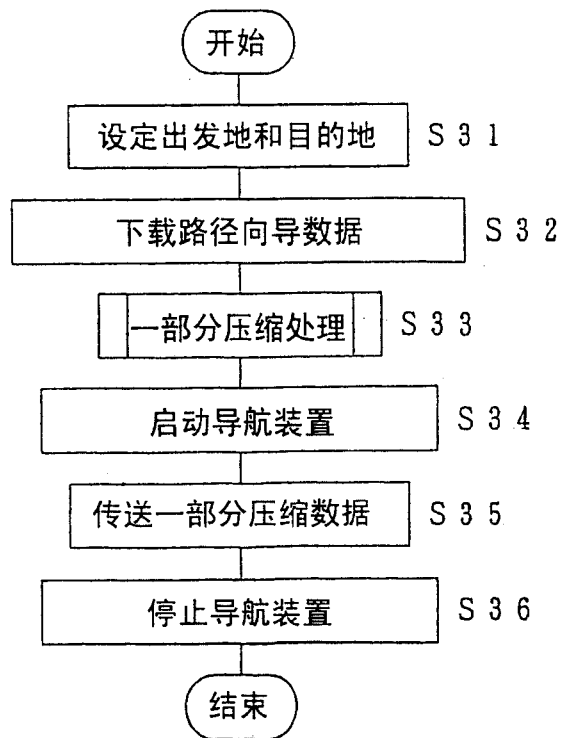 开始
设定出发地和目的地 S31
下载路径向导数据 S32
一部分压缩处理 S33
启动导航装置 S34
传送一部分压缩数据 S35
停止导航装置 S36
结束